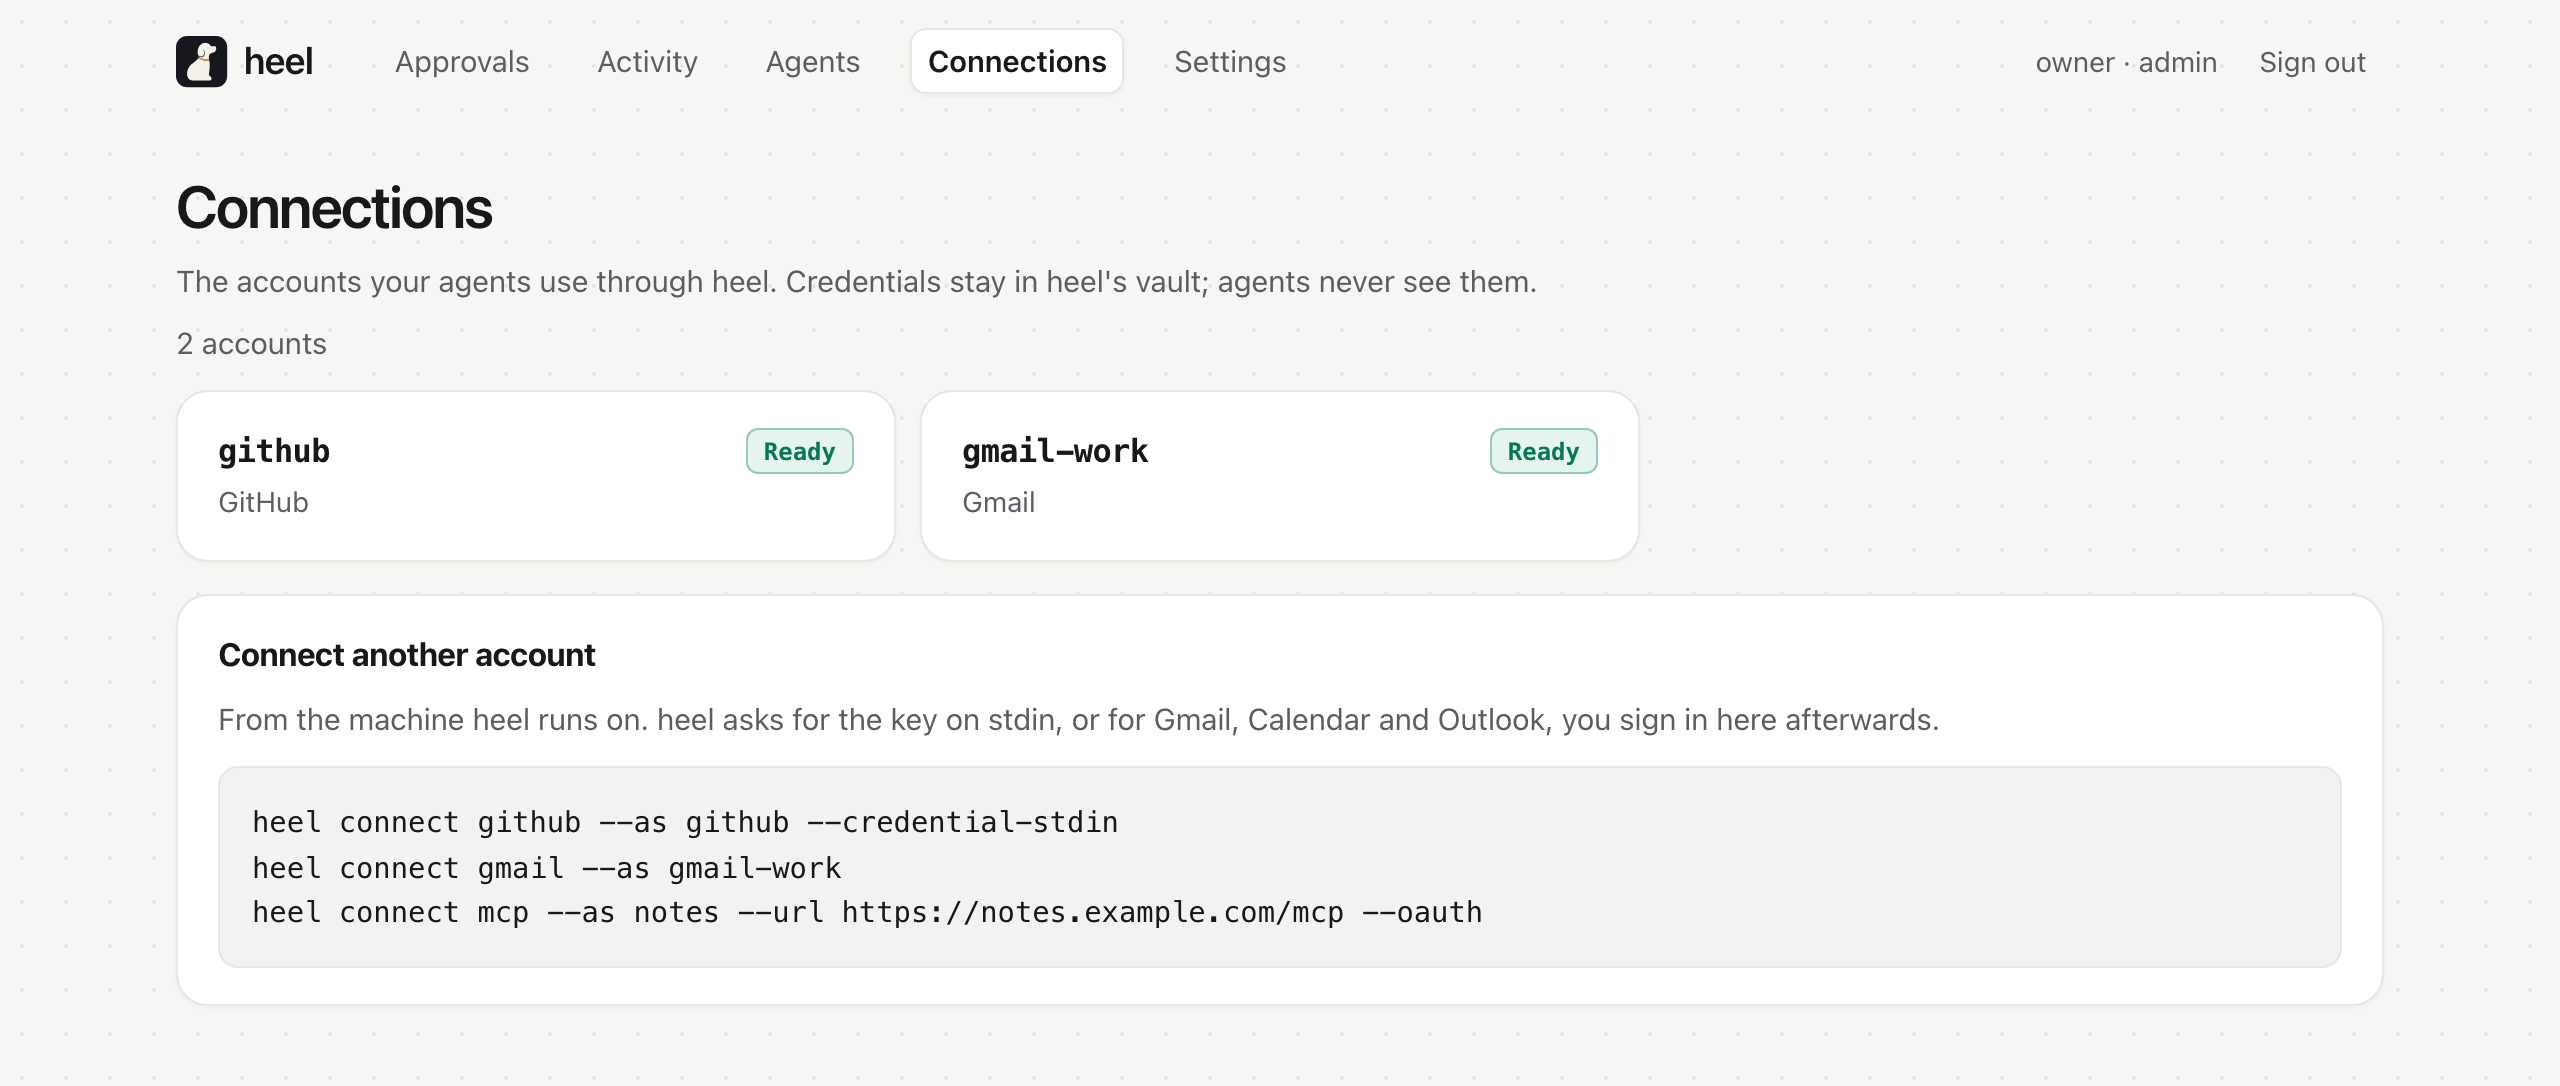 heel Approvals Activity Agents Connections Settings owner · admin Sign out
Connections
The accounts your agents use through heel. Credentials stay in heel's vault; agents never see them.
2 accounts
github Ready
GitHub
gmail-work Ready
Gmail
Connect another account
From the machine heel runs on. heel asks for the key on stdin, or for Gmail, Calendar and Outlook, you sign in here afterwards.
heel connect github --as github --credential-stdin
heel connect gmail --as gmail-work
heel connect mcp --as notes --url https://notes.example.com/mcp --oauth